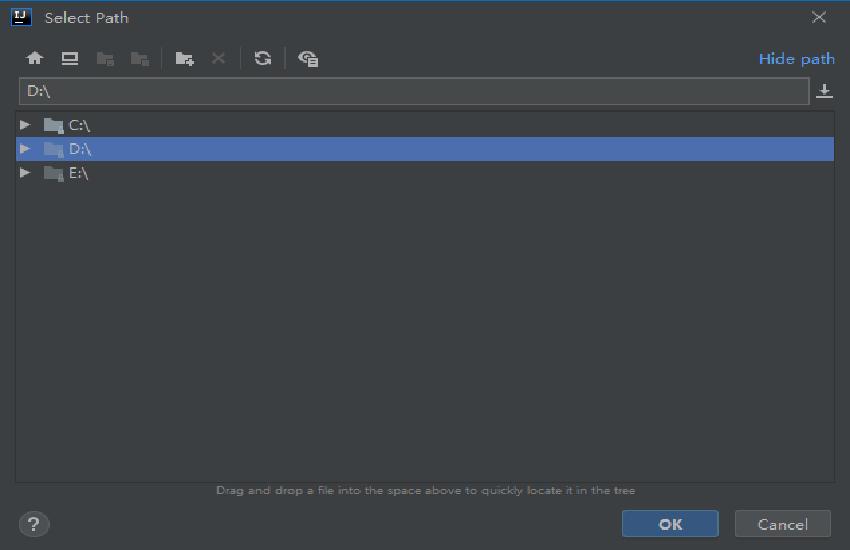 IJ Select Path
Hide path
D:\
C:\
D:\
E:\
Drag and drop a file into the space above to quickly locate it in the tree
? OK Cancel